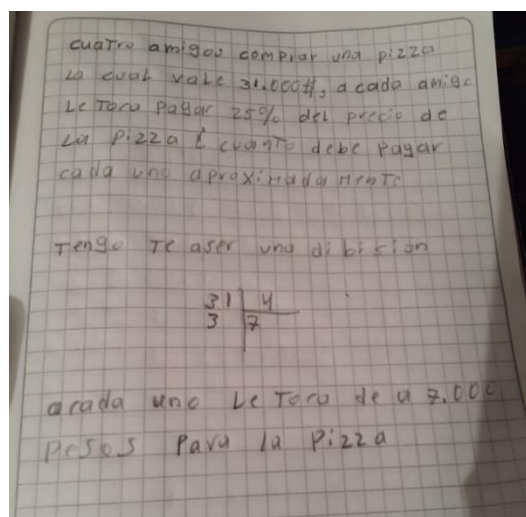 cuatro amigos comprar una pizza
La cual vale 31.000#, a cada amigo
Le Toca Pagar 25% del precio de
La Pizza ¿ cuanto debe Pagar
cada uno aproximadamente
Tengo Te aser una dibision
31 4
3 7
acada uno Le Toca de a 7.000
Pesos Para la Pizza